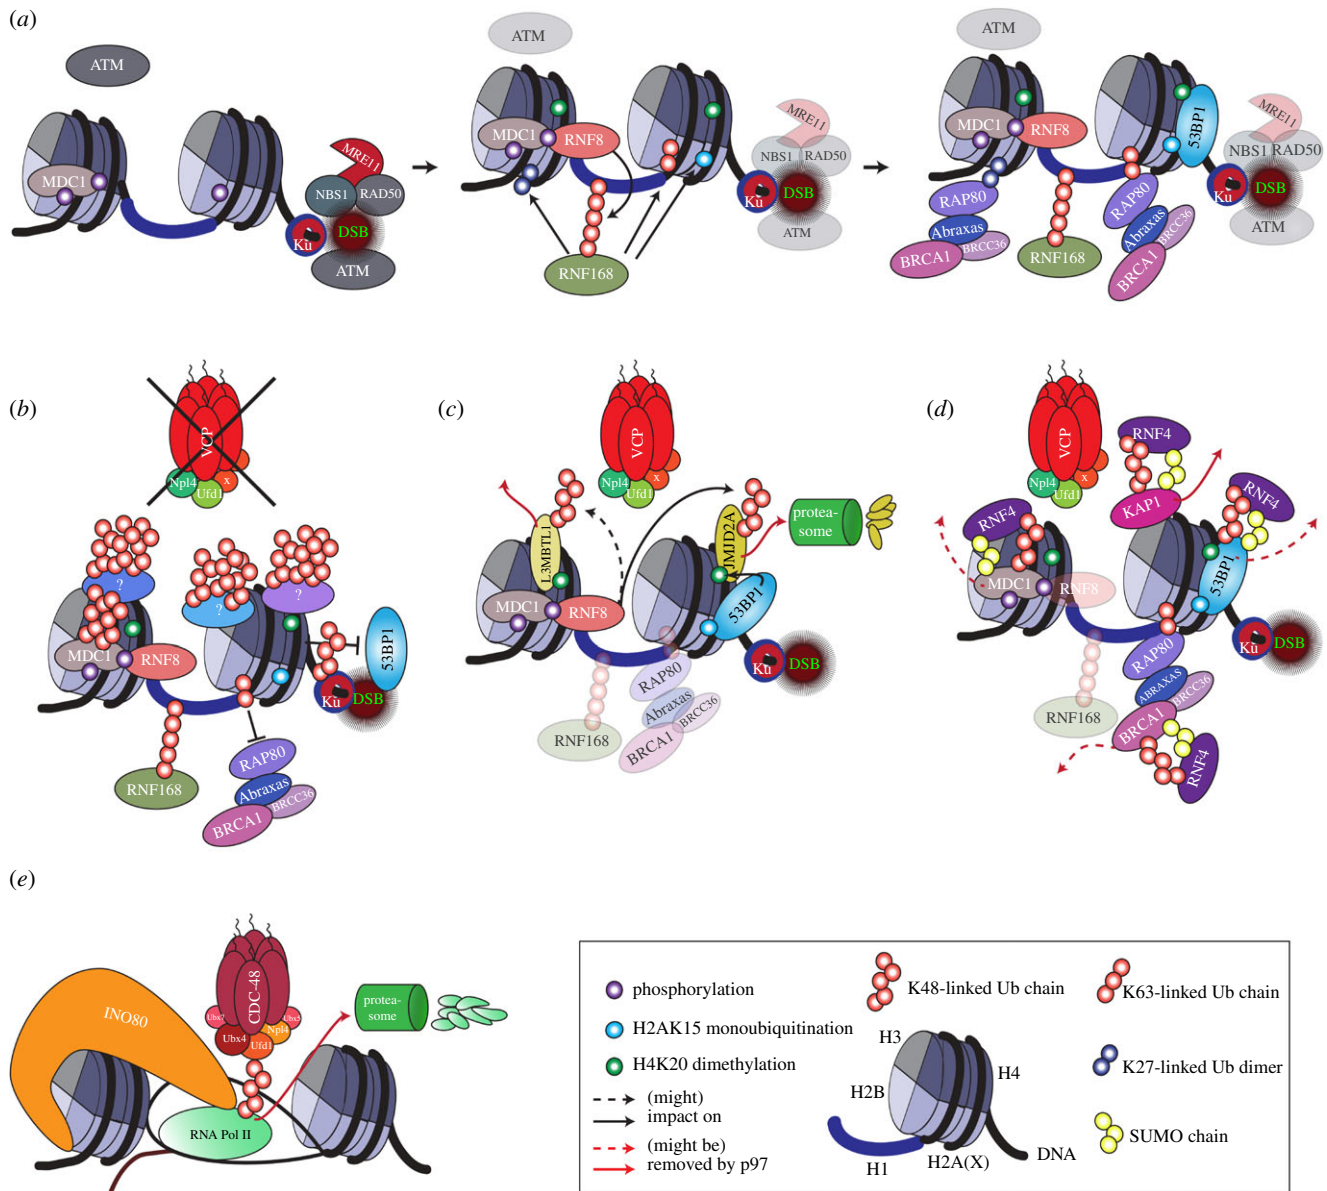 (a)
ATM
MDC1
MRE11
NBS1
RAD50
Ku
DSB
ATM
ATM
MDC1
RNF8
MRE11
NBS1
RAD50
Ku
DSB
ATM
RNF168
ATM
MDC1
RNF8
53BP1
MRE11
NBS1
RAD50
Ku
DSB
ATM
RAP80
Abraxas
BRCC36
BRCA1
RNF168
RAP80
Abraxas
BRCC36
BRCA1
(b)
VCP
Npl4
Ufd1
x
?
?
?
MDC1
RNF8
53BP1
Ku
DSB
RNF168
RAP80
Abraxas
BRCC36
BRCA1
(c)
VCP
Npl4
Ufd1
x
L3MBTL1
JMJD2A
protea-
some
MDC1
RNF8
53BP1
Ku
DSB
RNF168
RAP80
Abraxas
BRCC36
BRCA1
(d)
VCP
Npl4
Ufd1
x
RNF4
KAP1
RNF4
RNF4
MDC1
RNF8
53BP1
Ku
DSB
RNF168
RAP80
ABRAXAS
BRCC36
BRCA1
RNF4
(e)
INO80
CDC-48
Ubx7
Ubx5
Ubx4
Npl4
Ufd1
RNA Pol II
protea-
some
phosphorylation
H2AK15 monoubiquitination
H4K20 dimethylation
(might)
impact on
(might be)
removed by p97
K48-linked Ub chain
K63-linked Ub chain
K27-linked Ub dimer
SUMO chain
H3
H4
H2B
H1
H2A(X)
DNA